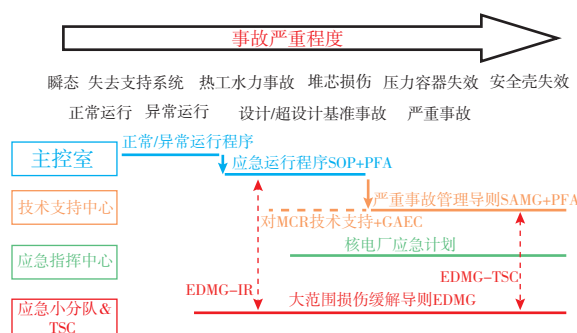 事故严重程度
瞬态 失去支持系统 热工水力事故 堆芯损伤 压力容器失效 安全壳失效
正常运行 异常运行 设计/超设计基准事故 严重事故
正常/异常运行程序
主控室
应急运行程序SOP+PFA
技术支持中心
严重事故管理导则SAMG+PFA
对MCR技术支持+GAEC
应急指挥中心
核电厂应急计划
EDMG-TSC
EDMG-IR
应急小分队&
TSC
大范围损伤缓解导则EDMG